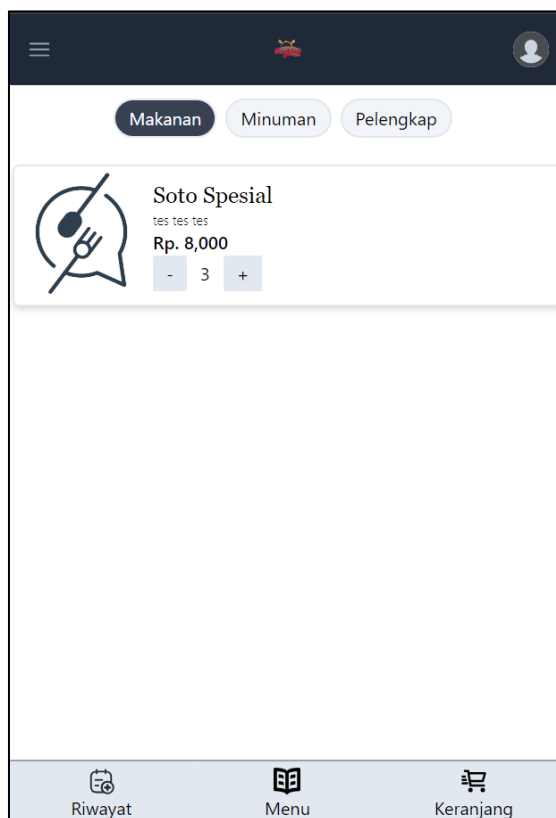 Makanan Minuman Pelengkap
Soto Spesial
tes tes tes
Rp. 8,000
- 3 +
Riwayat Menu Keranjang